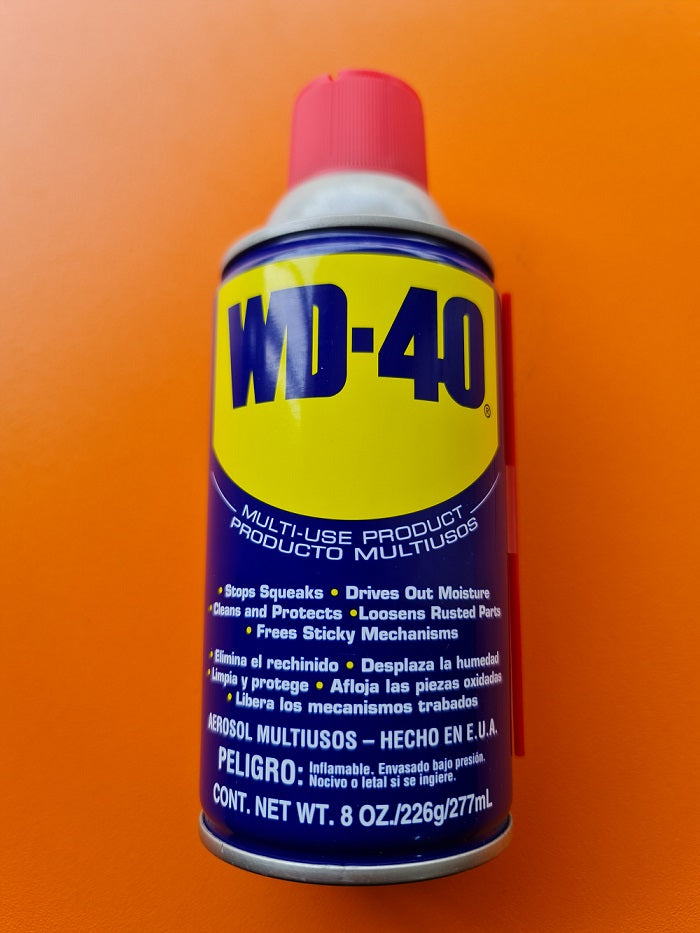 WD-40
®
MULTI-USE PRODUCT
PRODUCTO MULTIUSOS
• Stops Squeaks • Drives Out Moisture
• Cleans and Protects • Loosens Rusted Parts
• Frees Sticky Mechanisms
• Elimina el rechinido • Desplaza la humedad
• Limpia y protege • Afloja las piezas oxidadas
• Libera los mecanismos trabados
AEROSOL MULTIUSOS – HECHO EN E.U.A.
PELIGRO: Inflamable. Envasado bajo presión.
Nocivo o letal si se ingiere.
CONT. NET WT. 8 OZ./226g/277mL